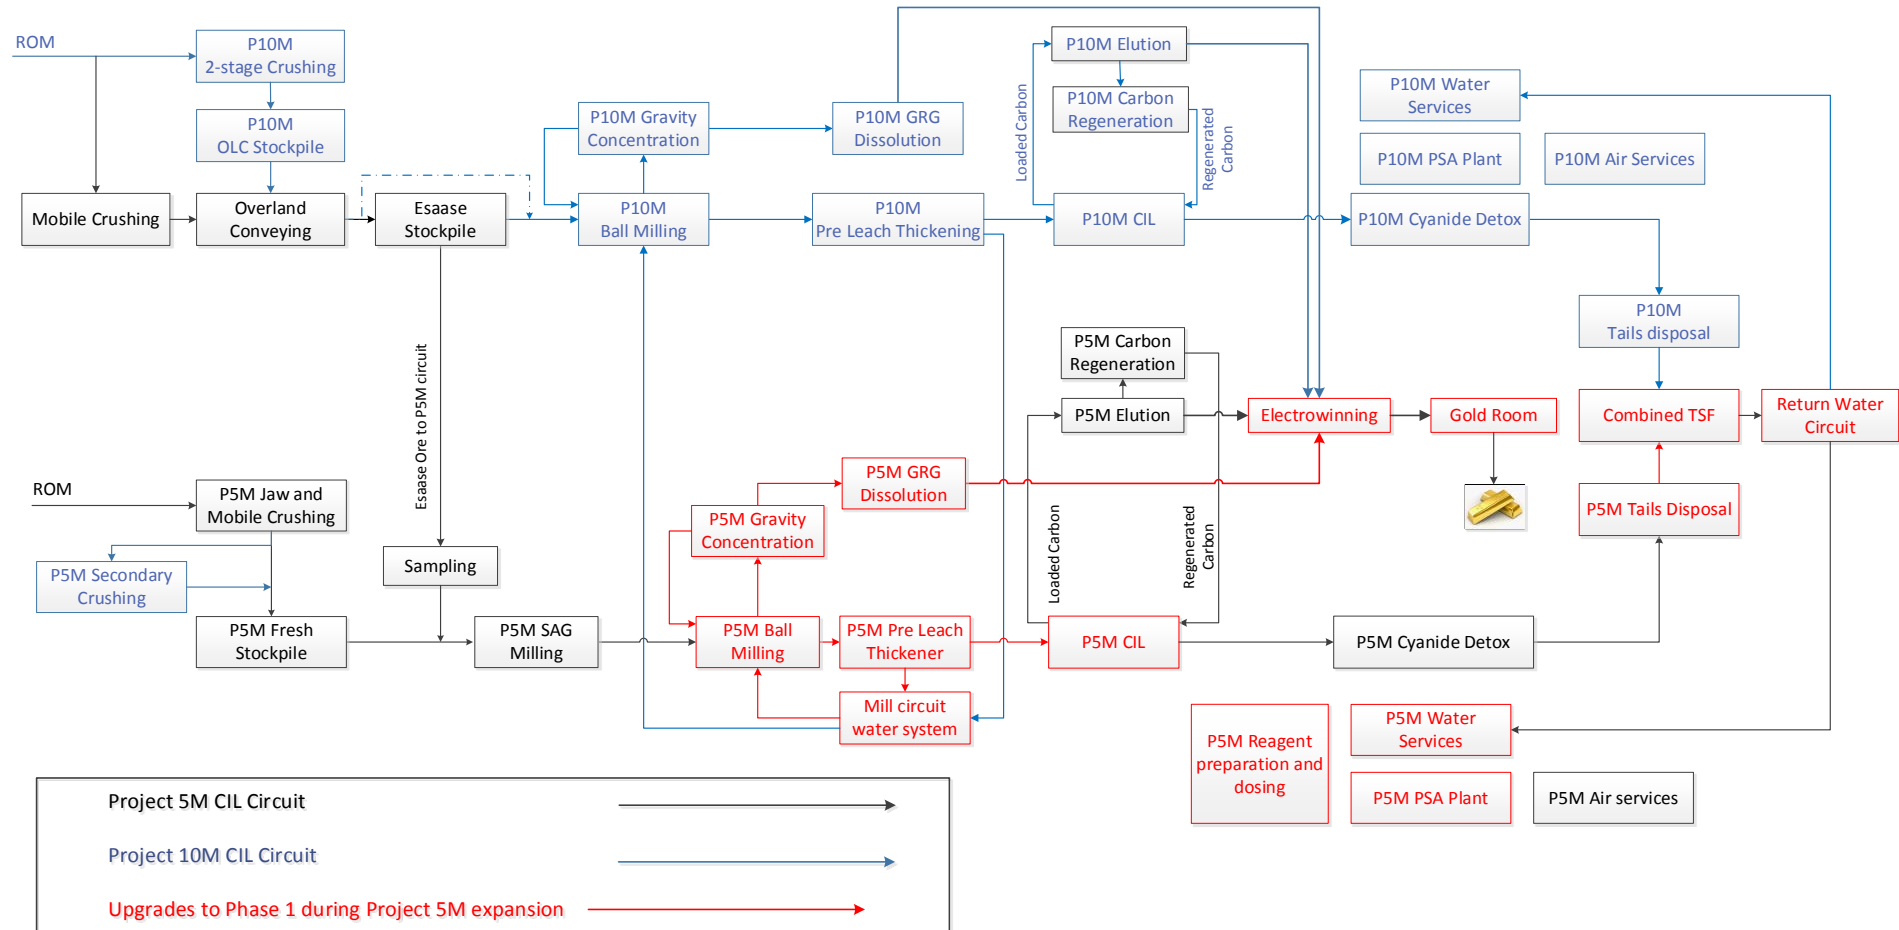 ROM
P10M
2-stage Crushing
P10M
OLC Stockpile
Mobile Crushing
Overland
Conveying
Esaase
Stockpile
P10M Gravity
Concentration
P10M GRG
Dissolution
P10M
Ball Milling
P10M
Pre Leach Thickening
P10M Elution
P10M Carbon
Regeneration
Loaded Carbon
Regenerated
Carbon
P10M CIL
P10M Water
Services
P10M PSA Plant
P10M Air Services
P10M Cyanide Detox
P10M
Tails disposal
Esaase Ore to P5M circuit
P5M Carbon
Regeneration
P5M Elution
Electrowinning
Gold Room
Combined TSF
Return Water
Circuit
ROM
P5M Jaw and
Mobile Crushing
P5M Secondary
Crushing
Sampling
P5M GRG
Dissolution
P5M Gravity
Concentration
Loaded Carbon
Regenerated
Carbon
P5M Tails Disposal
P5M Fresh
Stockpile
P5M SAG
Milling
P5M Ball
Milling
P5M Pre Leach
Thickener
P5M CIL
P5M Cyanide Detox
Mill circuit
water system
P5M Reagent
preparation and
dosing
P5M Water
Services
P5M PSA Plant
P5M Air services
Project 5M CIL Circuit
Project 10M CIL Circuit
Upgrades to Phase 1 during Project 5M expansion